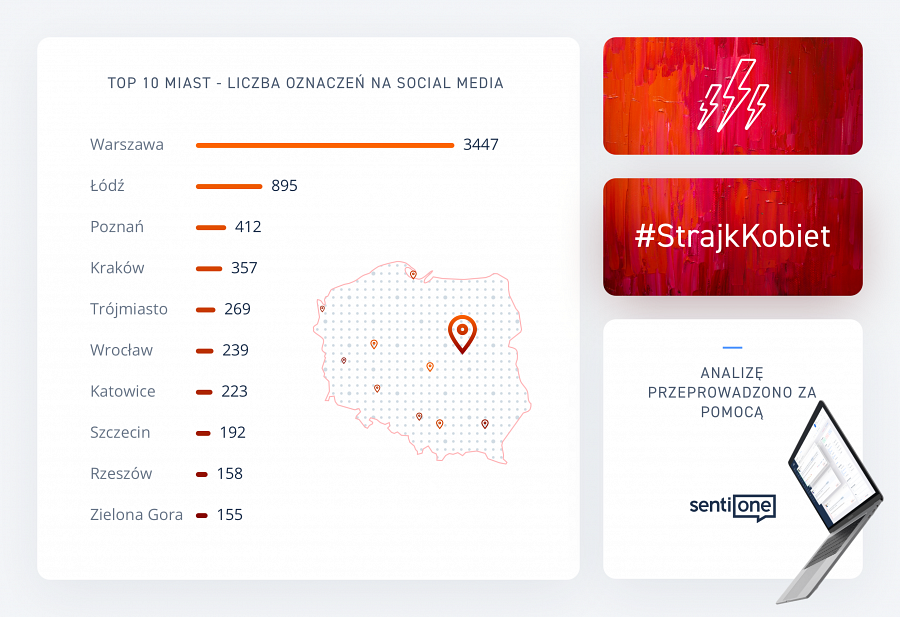 TOP 10 MIAST - LICZBA OZNACZEŃ NA SOCIAL MEDIA
Warszawa 3447
Łódź 895
Poznań 412
Kraków 357
Trójmiasto 269
Wrocław 239
Katowice 223
Szczecin 192
Rzeszów 158
Zielona Gora 155
#StrajkKobiet
ANALIZĘ
PRZEPROWADZONO ZA
POMOCĄ
sentione